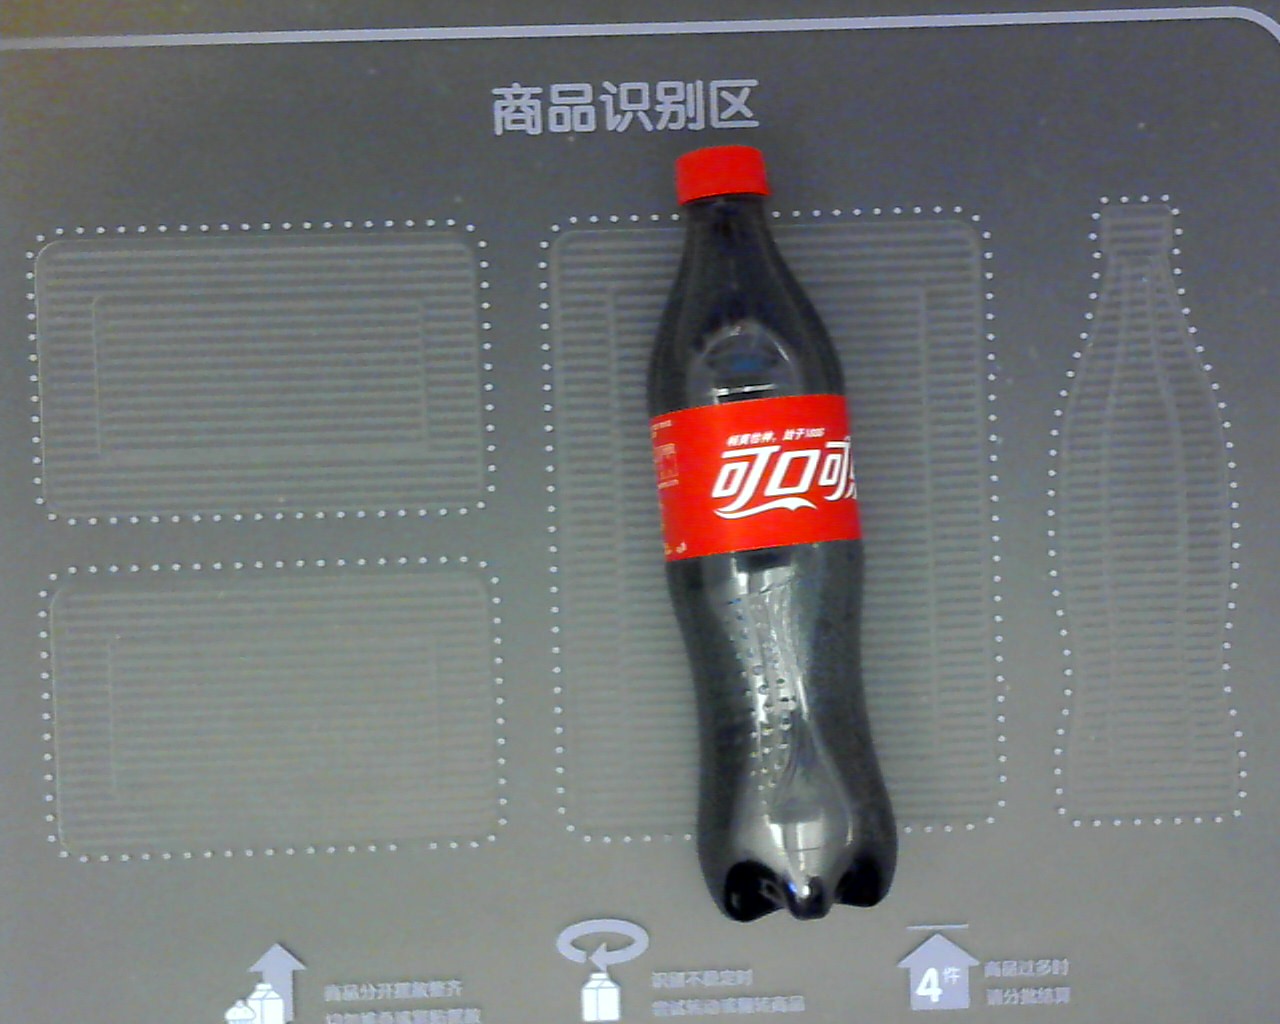 商品识别区
可口可
商品分开摆放整齐
识别不稳定时
尝试转动或翻转商品
4件
商品过多时
请分批结算